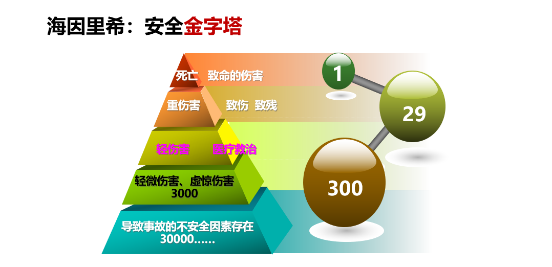 海因里希：安全金字塔
死亡 致命的伤害
1
重伤害 致伤 致残
29
轻伤害 医疗救治
轻微伤害、虚惊伤害
3000
300
导致事故的不安全因素存在
30000......